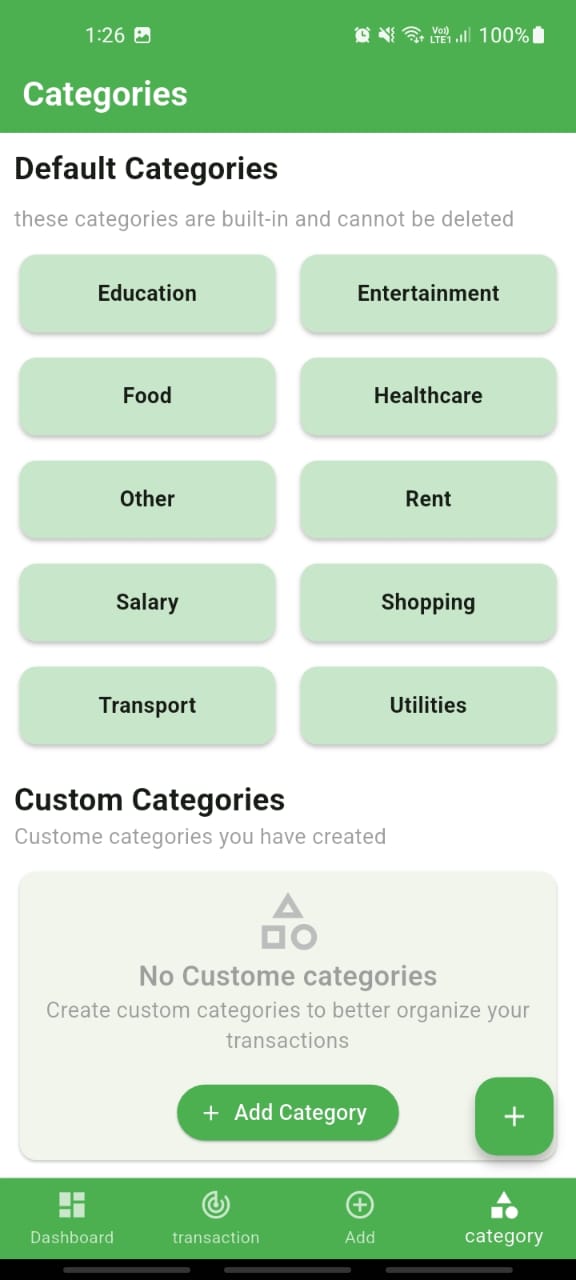 1:26 Vo)) LTE1 100%
Categories
Default Categories
these categories are built-in and cannot be deleted
Education Entertainment
Food Healthcare
Other Rent
Salary Shopping
Transport Utilities
Custom Categories
Custome categories you have created
No Custome categories
Create custom categories to better organize your
transactions
+ Add Category +
Dashboard transaction Add category